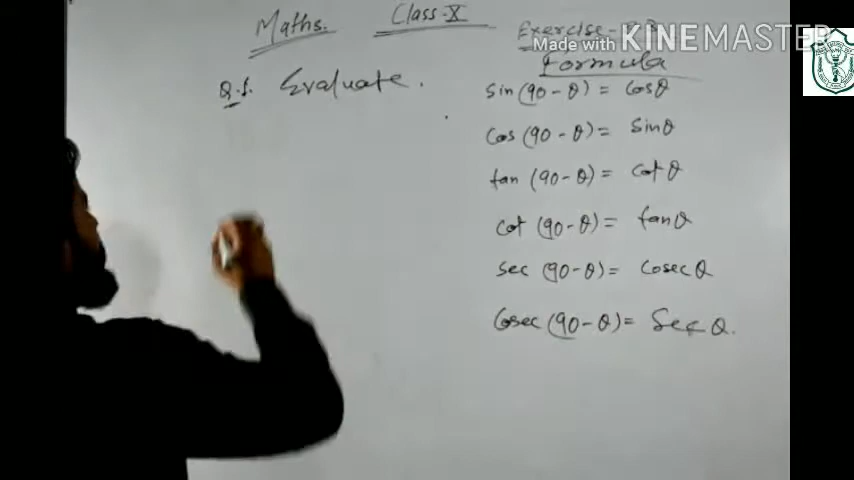 Maths. Class-X
Exercise-
Made with KINEMASTER
Formula
Q.1. Evaluate.
sin(90-θ) = cosθ
cos(90-θ) = sinθ
tan(90-θ) = cotθ
cot(90-θ) = tanθ
sec(90-θ) = cosecθ
Cosec(90-θ) = Secθ.